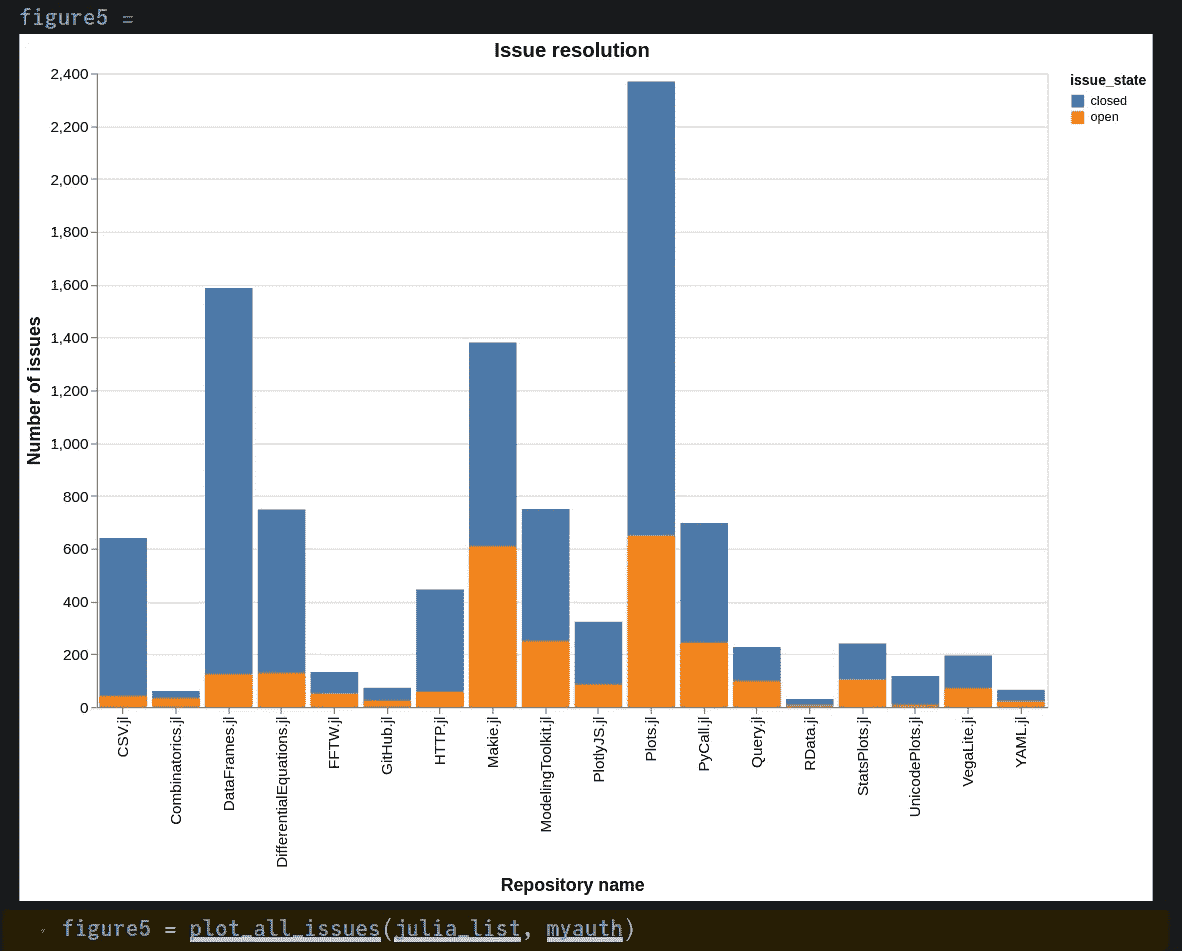 figure5 =
Issue resolution
issue_state
closed
open
Number of issues
2,400
2,200
2,000
1,800
1,600
1,400
1,200
1,000
800
600
400
200
0
CSV.jl
Combinatorics.jl
DataFrames.jl
DifferentialEquations.jl
FFTW.jl
GitHub.jl
HTTP.jl
Makie.jl
ModelingToolkit.jl
PlotlyJS.jl
Plots.jl
PyCall.jl
Query.jl
RData.jl
StatsPlots.jl
UnicodePlots.jl
VegaLite.jl
YAML.jl
Repository name
figure5 = plot_all_issues(julia_list, myauth)